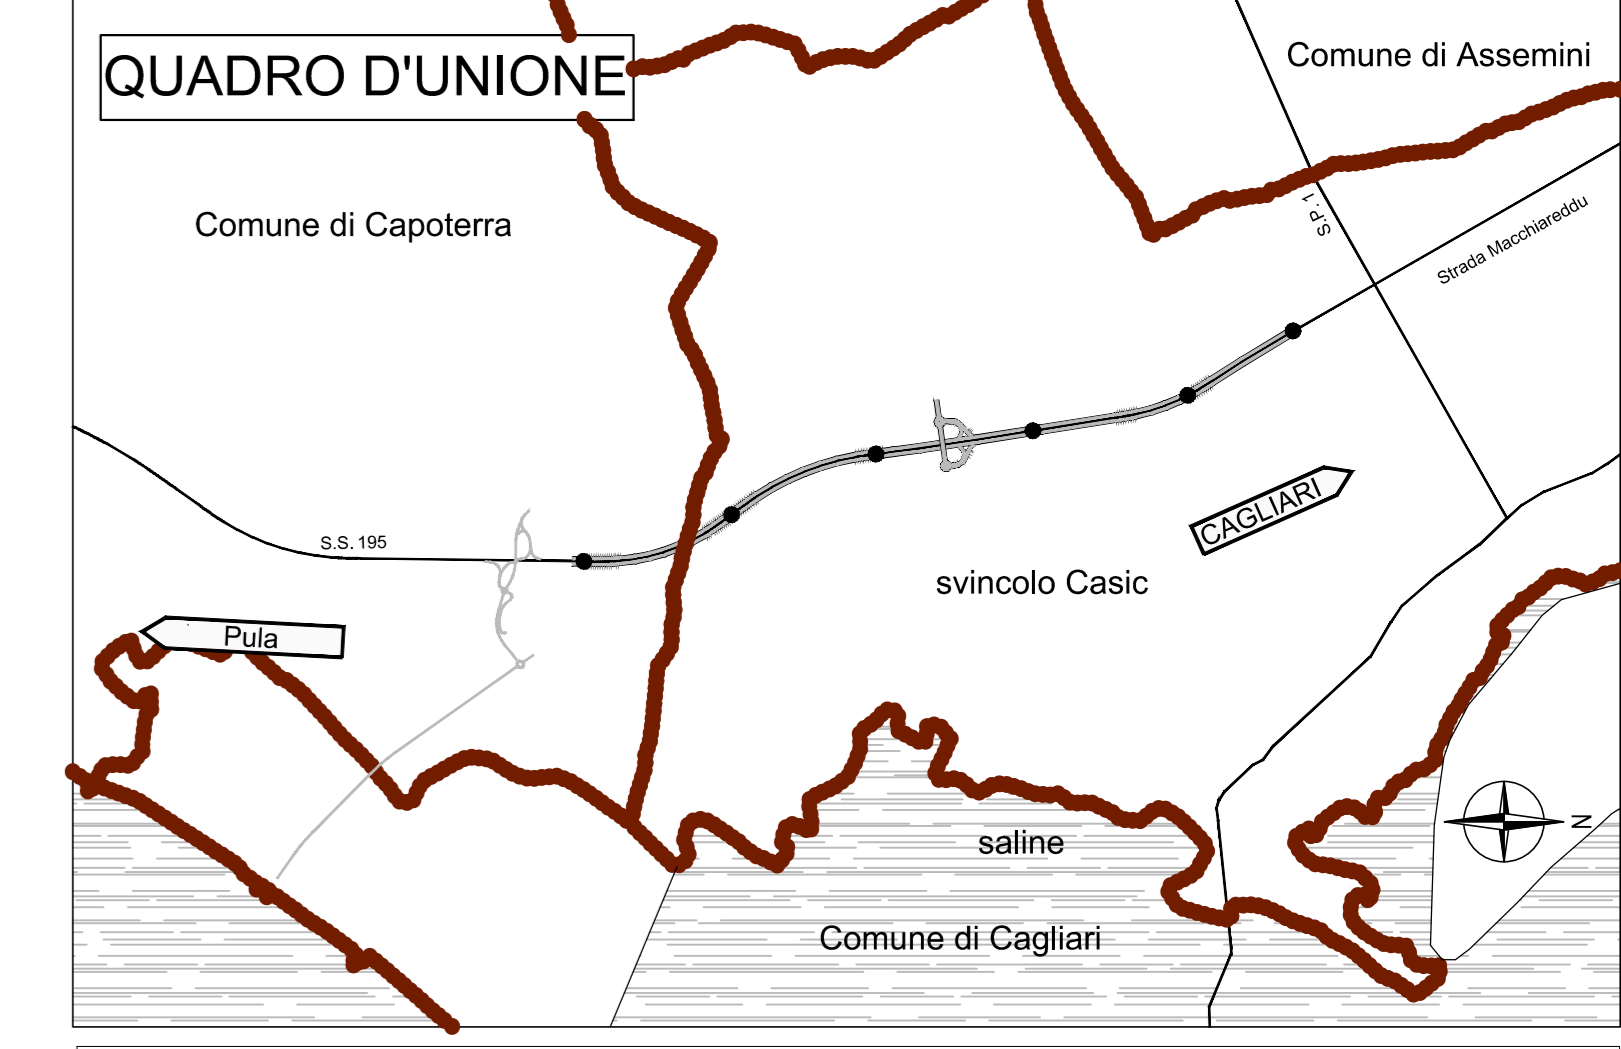 Comune di Assemini
QUADRO D'UNIONE
Comune di Capoterra
S.P. 1
Strada Macchiareddu
CAGLIARI
S.S. 195
svincolo Casic
Pula
N
saline
Comune di Cagliari